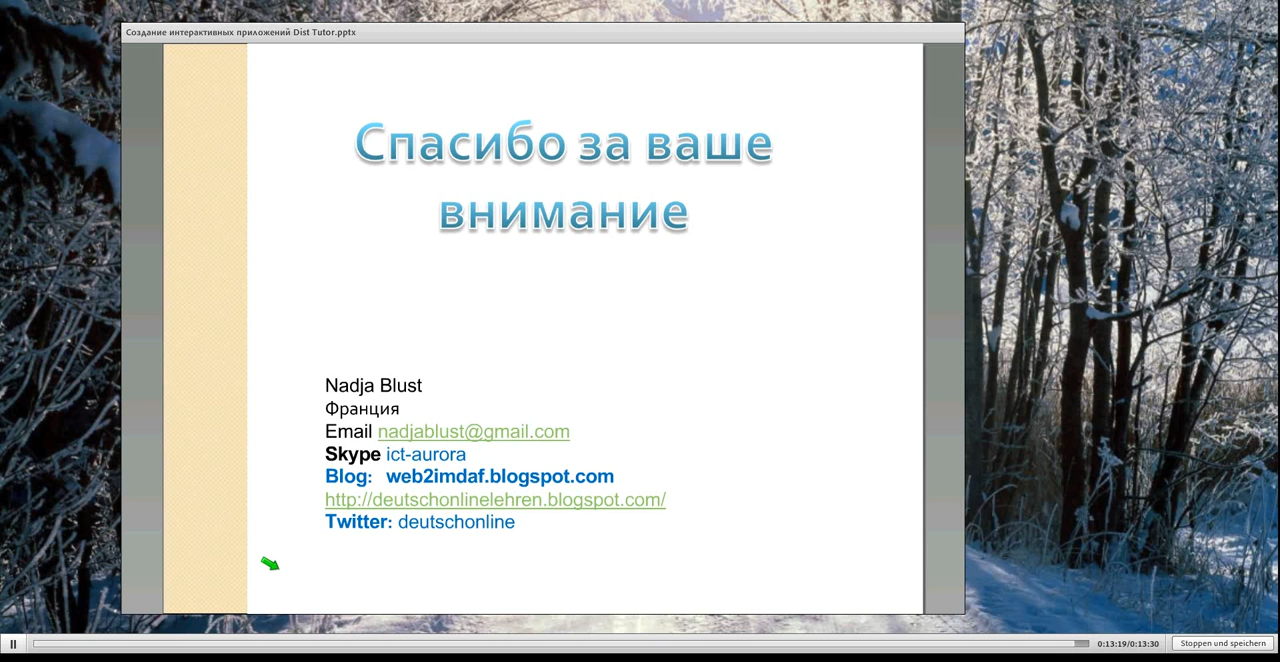 Создание интерактивных приложений Dist Tutor.pptx
Спасибо за ваше
внимание
Nadja Blust
Франция
Email nadjablust@gmail.com
Skype ict-aurora
Blog: web2imdaf.blogspot.com
http://deutschonlinelehren.blogspot.com/
Twitter: deutschonline
0:13:19/0:13:30 Stoppen und speichern